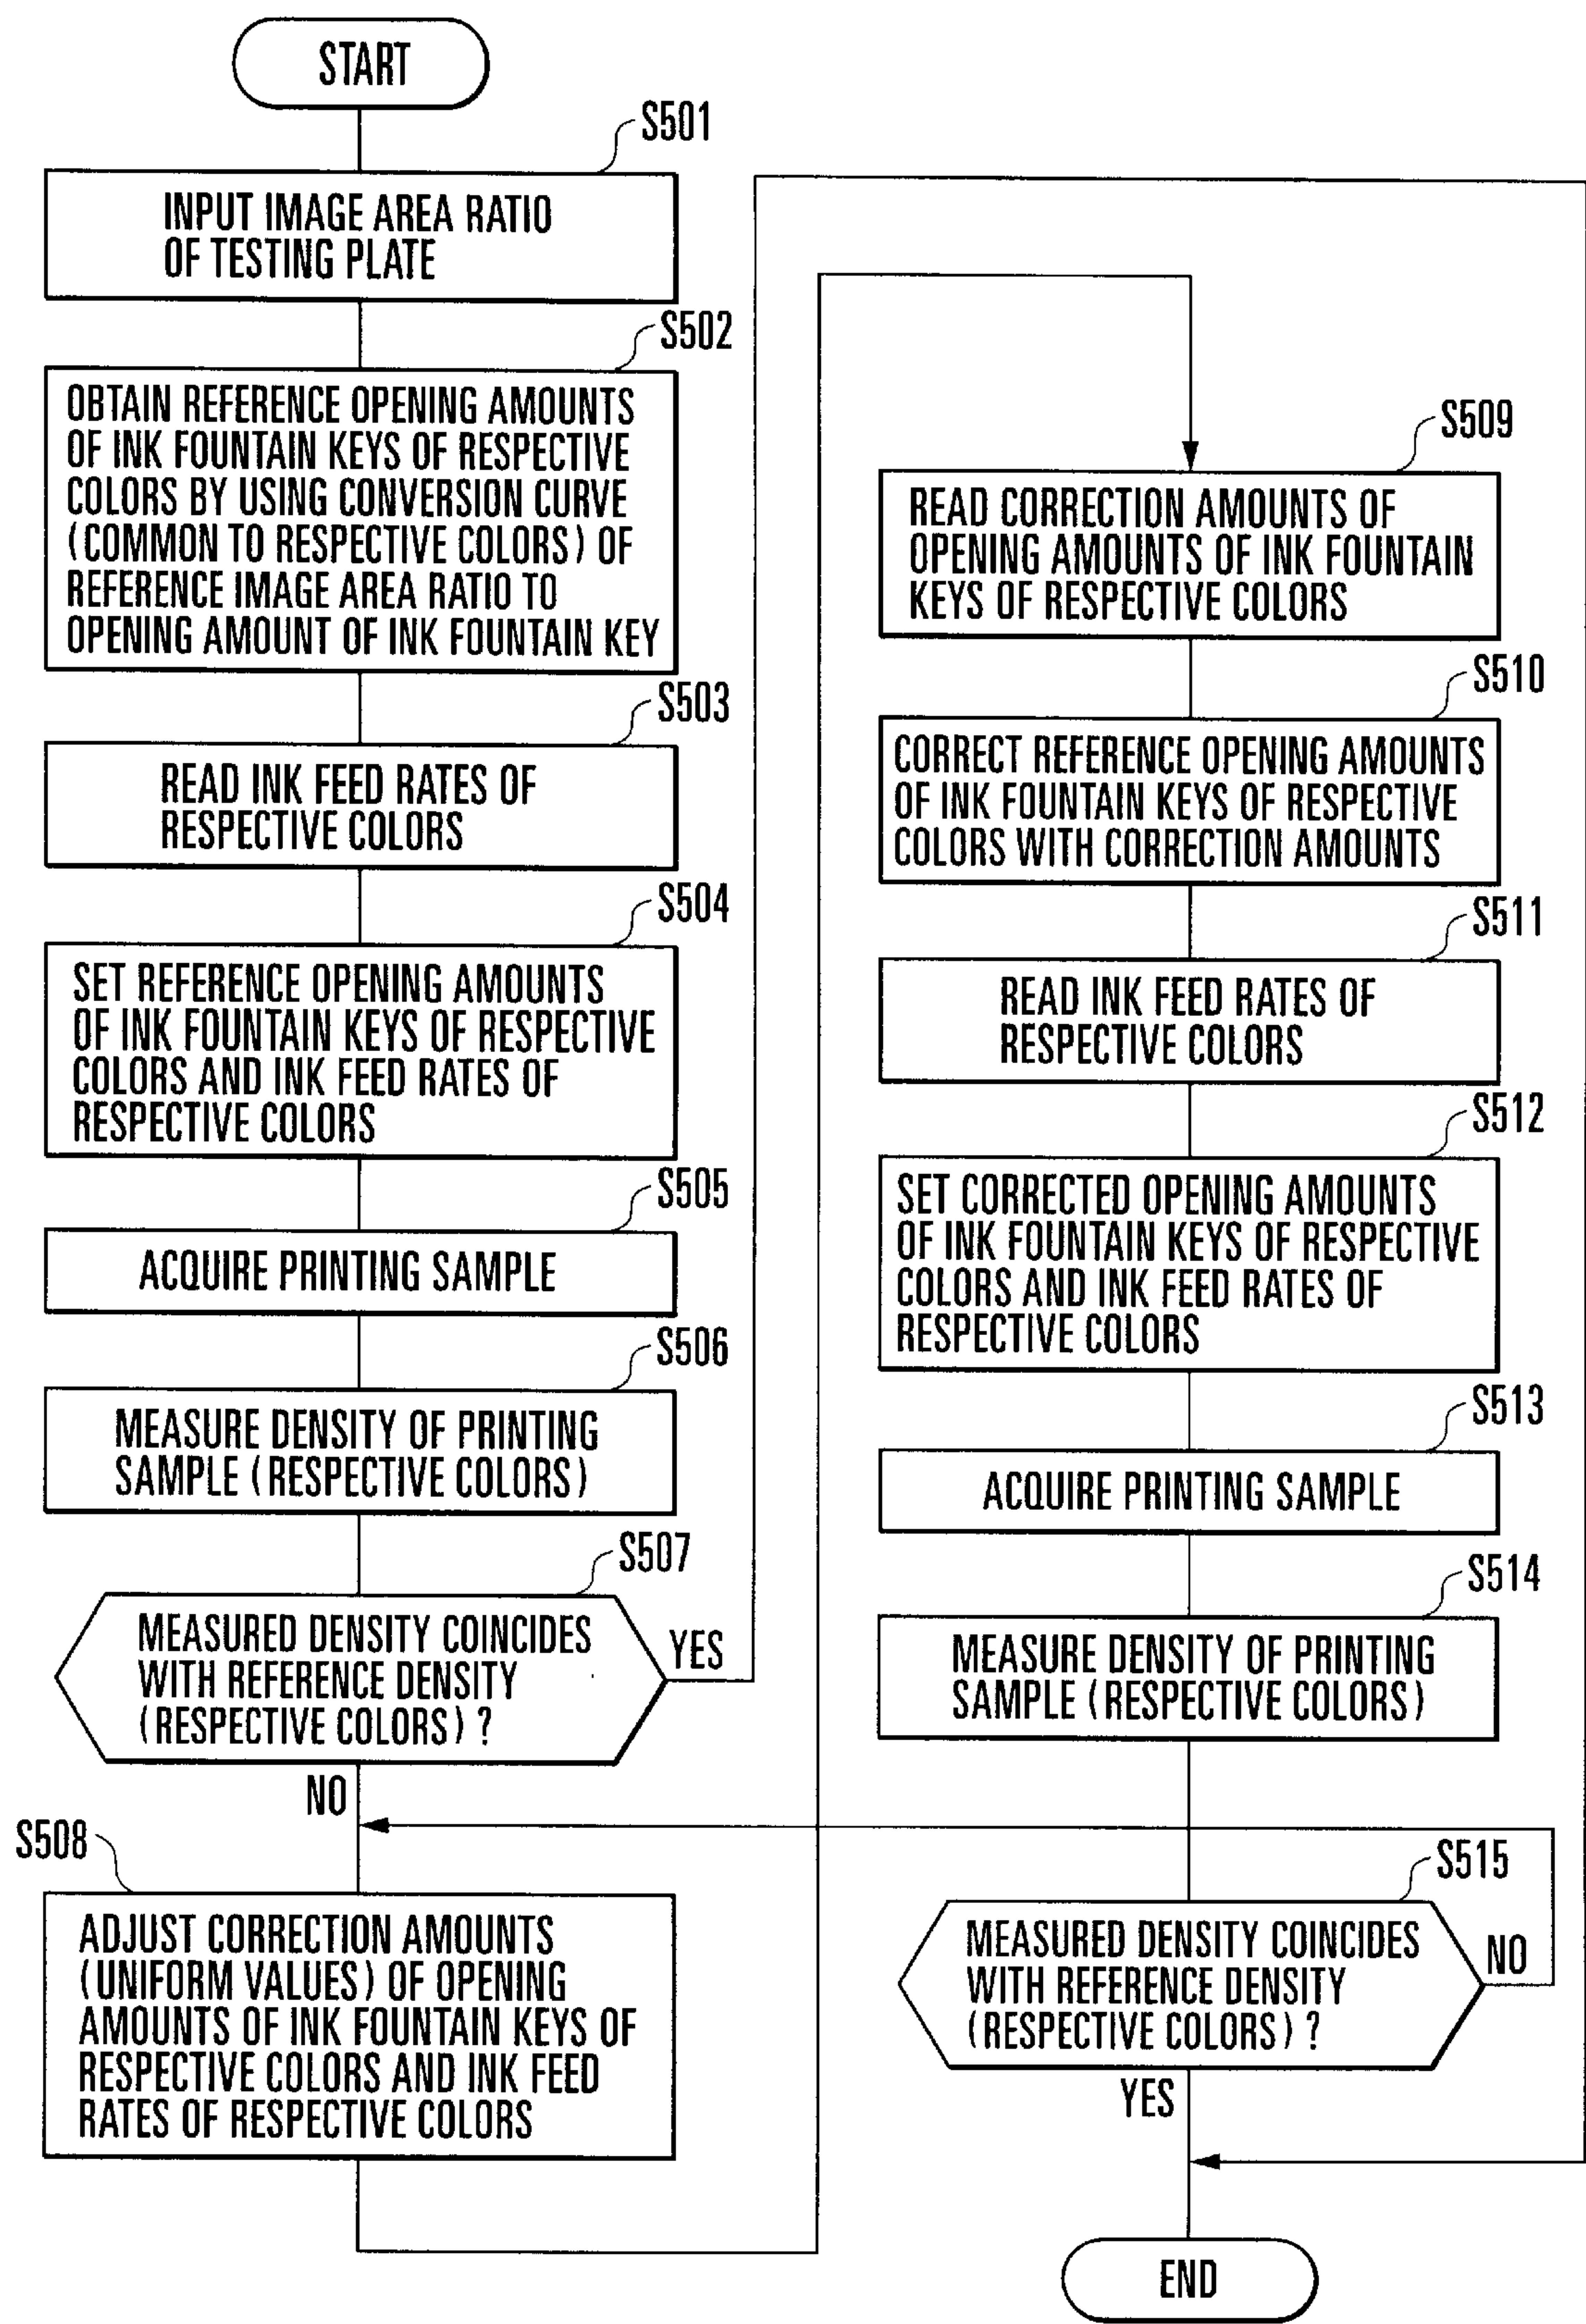 START
S501
INPUT IMAGE AREA RATIO
OF TESTING PLATE
S502
OBTAIN REFERENCE OPENING AMOUNTS
OF INK FOUNTAIN KEYS OF RESPECTIVE
COLORS BY USING CONVERSION CURVE
(COMMON TO RESPECTIVE COLORS) OF
REFERENCE IMAGE AREA RATIO TO
OPENING AMOUNT OF INK FOUNTAIN KEY
S503
READ INK FEED RATES OF
RESPECTIVE COLORS
S504
SET REFERENCE OPENING AMOUNTS
OF INK FOUNTAIN KEYS OF RESPECTIVE
COLORS AND INK FEED RATES OF
RESPECTIVE COLORS
S505
ACQUIRE PRINTING SAMPLE
S506
MEASURE DENSITY OF PRINTING
SAMPLE (RESPECTIVE COLORS)
S507
MEASURED DENSITY COINCIDES
WITH REFERENCE DENSITY
(RESPECTIVE COLORS) ?
YES
NO
S508
ADJUST CORRECTION AMOUNTS
(UNIFORM VALUES) OF OPENING
AMOUNTS OF INK FOUNTAIN KEYS OF
RESPECTIVE COLORS AND INK FEED
RATES OF RESPECTIVE COLORS
S509
READ CORRECTION AMOUNTS OF
OPENING AMOUNTS OF INK FOUNTAIN
KEYS OF RESPECTIVE COLORS
S510
CORRECT REFERENCE OPENING AMOUNTS
OF INK FOUNTAIN KEYS OF RESPECTIVE
COLORS WITH CORRECTION AMOUNTS
S511
READ INK FEED RATES OF
RESPECTIVE COLORS
S512
SET CORRECTED OPENING AMOUNTS
OF INK FOUNTAIN KEYS OF RESPECTIVE
COLORS AND INK FEED RATES OF
RESPECTIVE COLORS
S513
ACQUIRE PRINTING SAMPLE
S514
MEASURE DENSITY OF PRINTING
SAMPLE (RESPECTIVE COLORS)
S515
MEASURED DENSITY COINCIDES
WITH REFERENCE DENSITY
(RESPECTIVE COLORS) ?
NO
YES
END